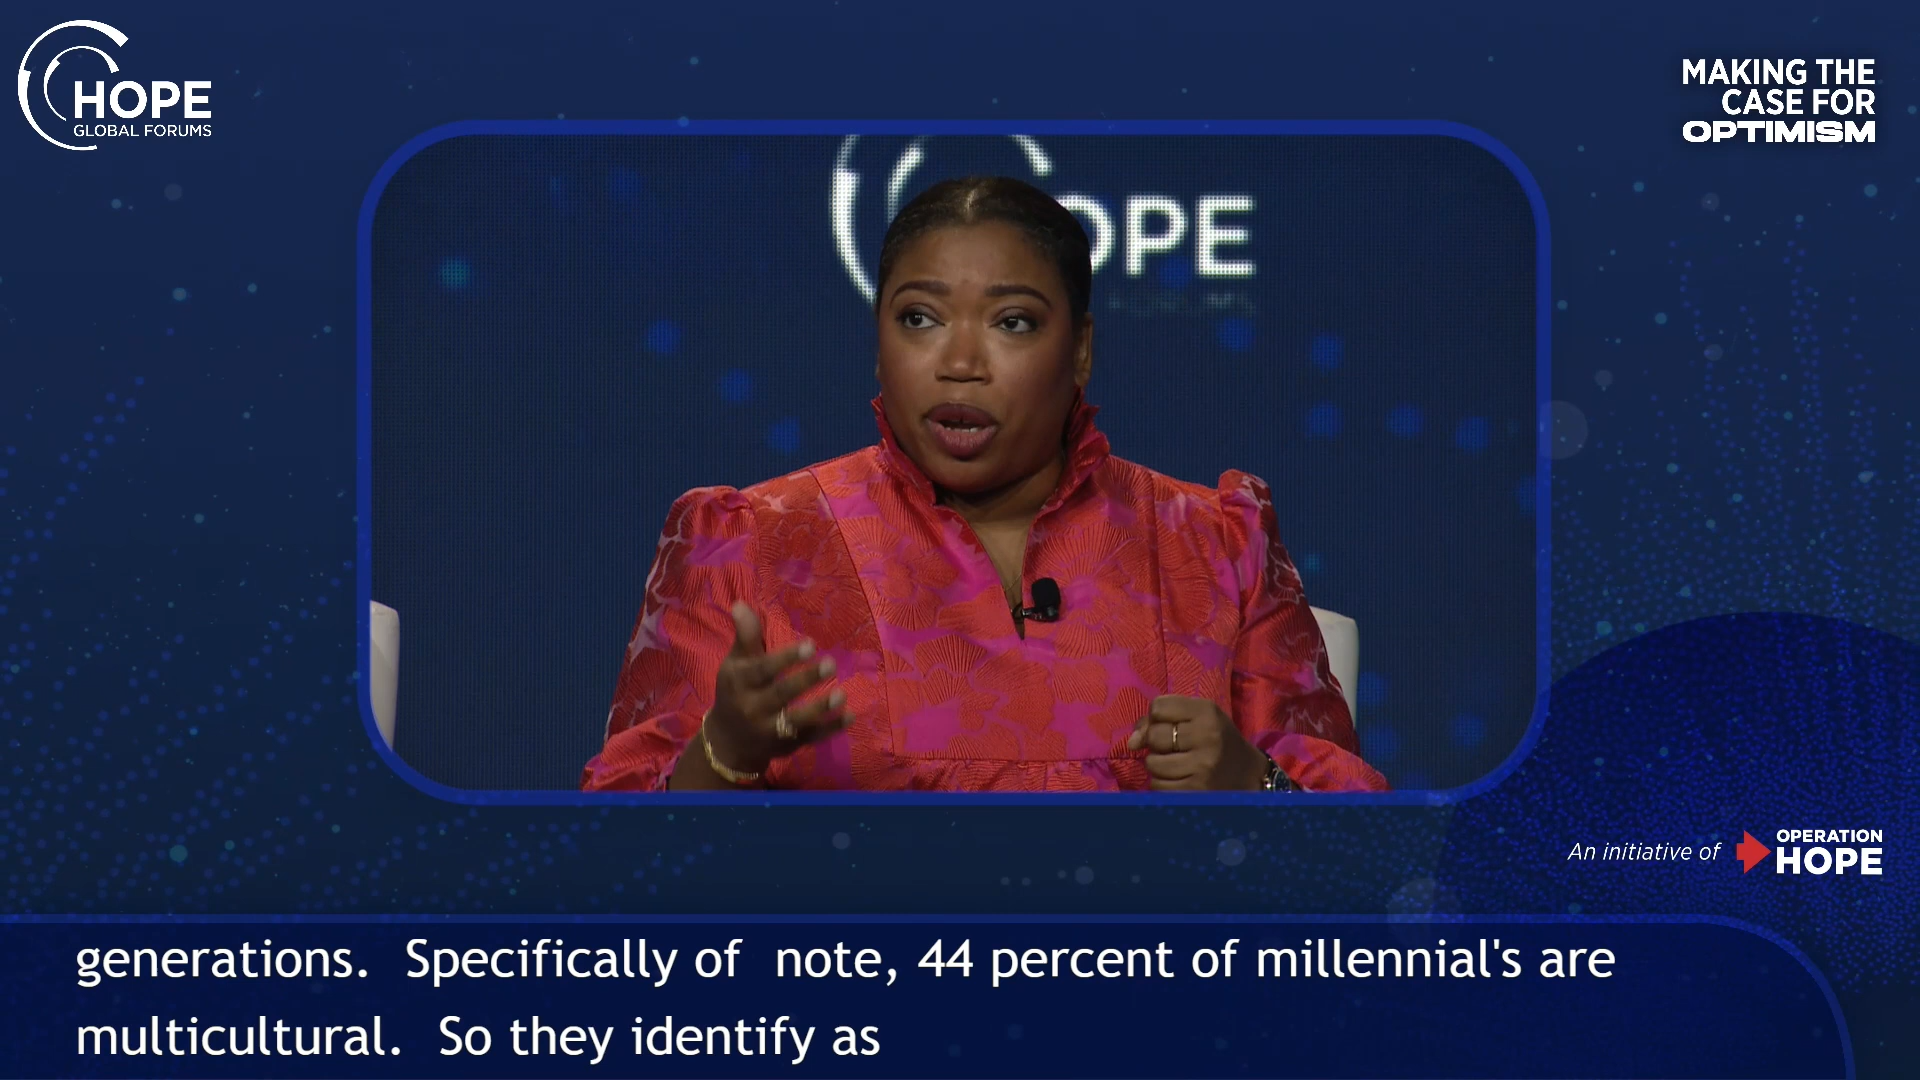 HOPE
GLOBAL FORUMS
MAKING THE
CASE FOR
OPTIMISM
OPE
FORUMS
An initiative of
OPERATION
HOPE
generations.  Specifically of  note, 44 percent of millennial's are
multicultural.  So they identify as